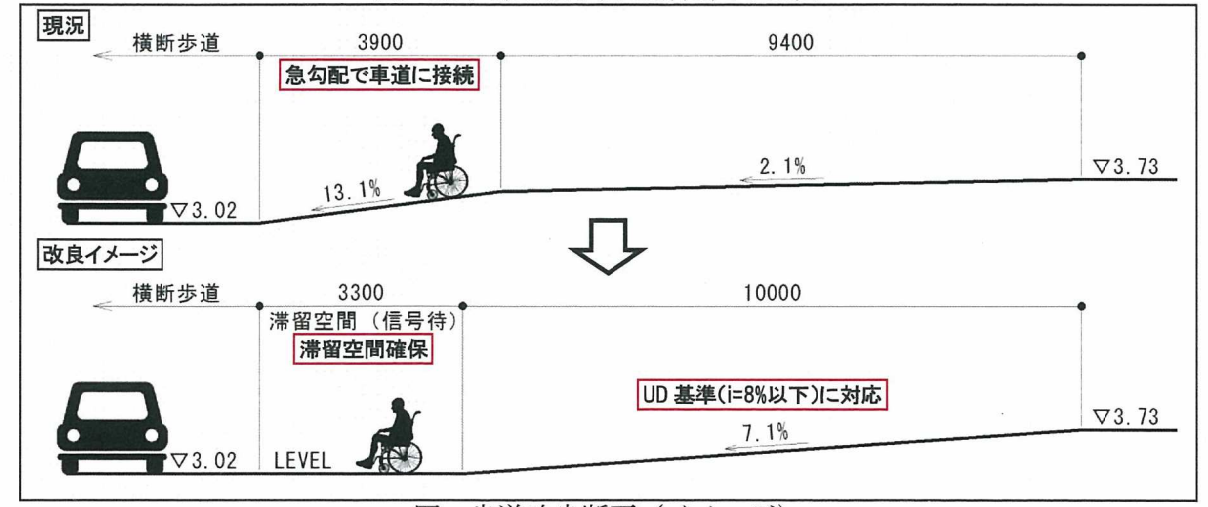 現況
横断歩道 3900 9400
急勾配で車道に接続
13.1% 2.1% ▽3.73
▽3.02
改良イメージ
横断歩道 3300 10000
滞留空間（信号待）
滞留空間確保
UD 基準(i=8%以下)に対応
7.1% ▽3.73
▽3.02 LEVEL